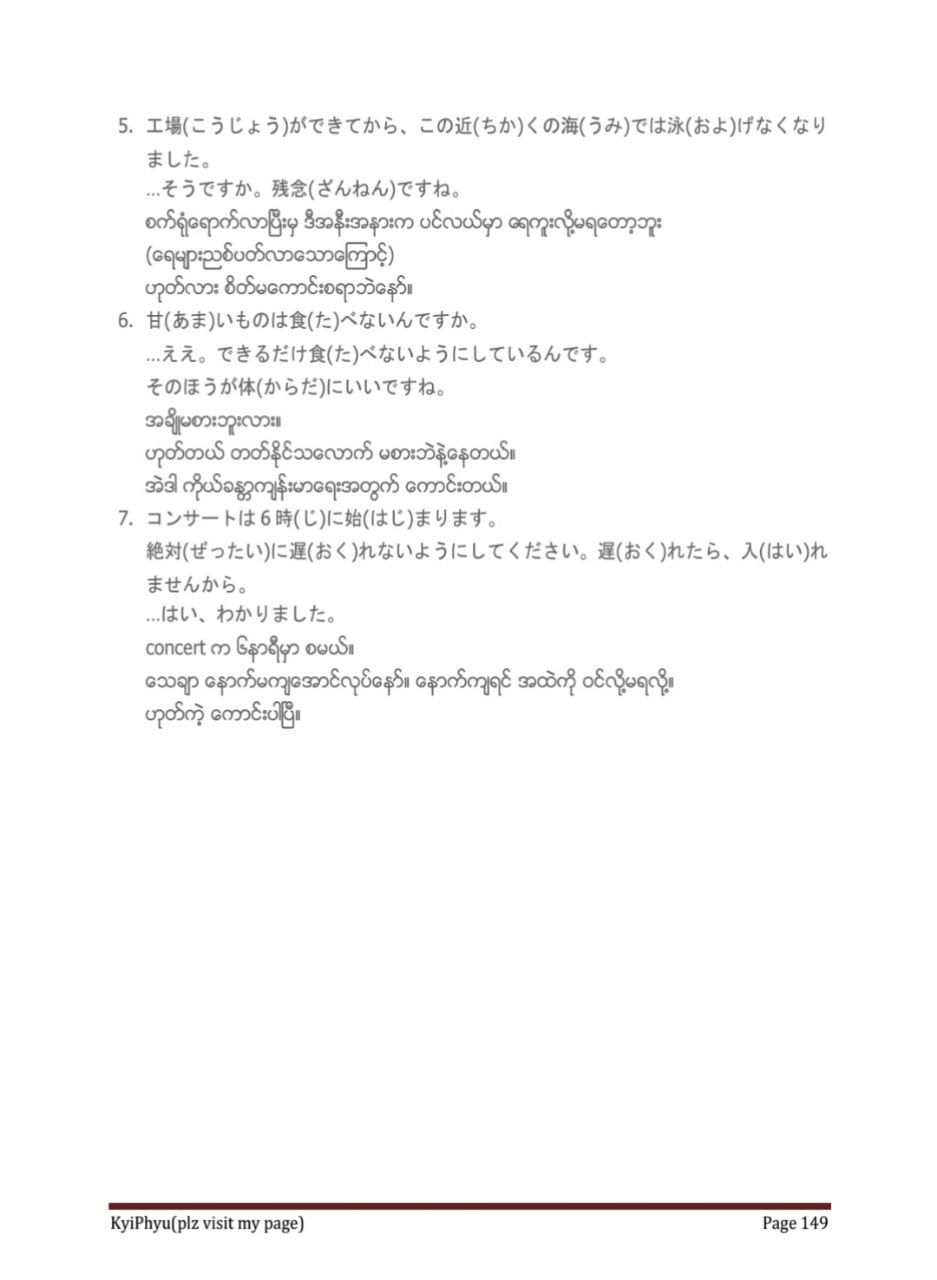 5. 工場(こうじょう)ができてから、この近(ちか)くの海(うみ)では泳(およ)げなくなり
ました。
...そうですか。残念(ざんねん)ですね。
စက်ရုံရောက်လာပြီးမှ ဒီအနီးအနားက ပင်လယ်မှာ ရေကူးလို့မရတော့ဘူး
(ရေများညစ်ပတ်လာသောကြောင့်)
ဟုတ်လား စိတ်မကောင်းစရာဘဲနော်။
6. 甘(あま)いものは食(た)べないんですか。
...ええ。できるだけ食(た)べないようにしているんです。
そのほうが体(からだ)にいいですね。
အချိုမစားဘူးလား။
ဟုတ်တယ် တတ်နိုင်သလောက် မစားဘဲနဲ့နေတယ်။
အဲဒါ ကိုယ်ခန္တာကျန်းမာရေးအတွက် ကောင်းတယ်။
7. コンサートは 6 時(じ)に始(はじ)まります。
絶対(ぜったい)に遅(おく)れないようにしてください。遅(おく)れたら、入(はい)れ
ませんから。
...はい、わかりました。
concert က ၆နာရီမှာ စမယ်။
သေချာ နောက်မကျအောင်လုပ်နော်။ နောက်ကျရင် အထဲကို ဝင်လို့မရလို့။
ဟုတ်ကဲ့ ကောင်းပါပြီ။
KyiPhyu(plz visit my page) Page 149